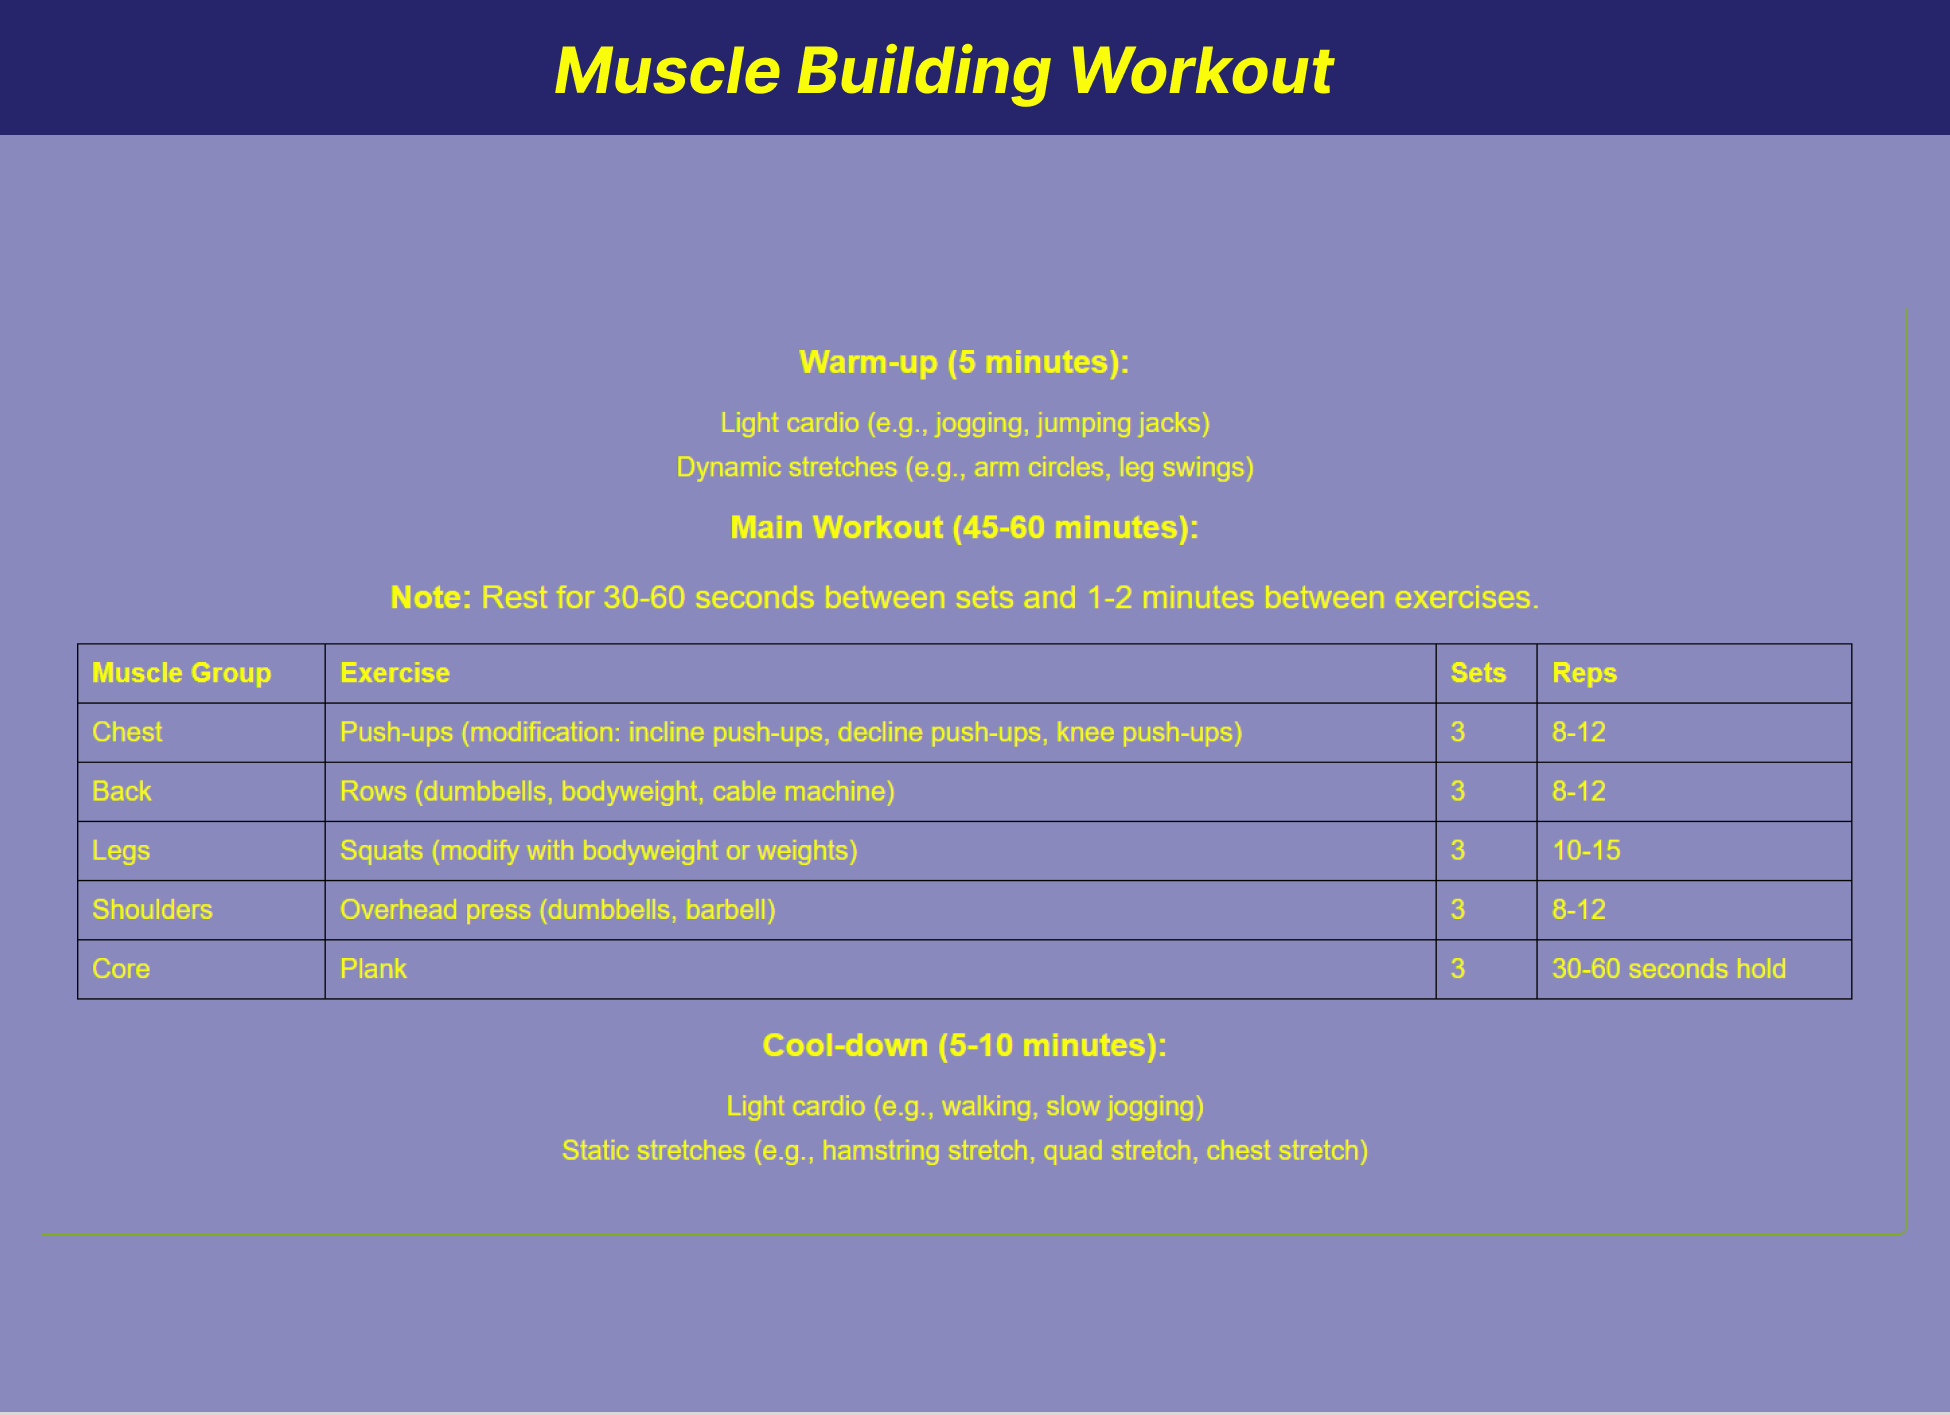 Muscle Building Workout
Warm-up (5 minutes):
Light cardio (e.g., jogging, jumping jacks)
Dynamic stretches (e.g., arm circles, leg swings)
Main Workout (45-60 minutes):
Note: Rest for 30-60 seconds between sets and 1-2 minutes between exercises.
Muscle Group Exercise Sets Reps
Chest Push-ups (modification: incline push-ups, decline push-ups, knee push-ups) 3 8-12
Back Rows (dumbbells, bodyweight, cable machine) 3 8-12
Legs Squats (modify with bodyweight or weights) 3 10-15
Shoulders Overhead press (dumbbells, barbell) 3 8-12
Core Plank 3 30-60 seconds hold
Cool-down (5-10 minutes):
Light cardio (e.g., walking, slow jogging)
Static stretches (e.g., hamstring stretch, quad stretch, chest stretch)